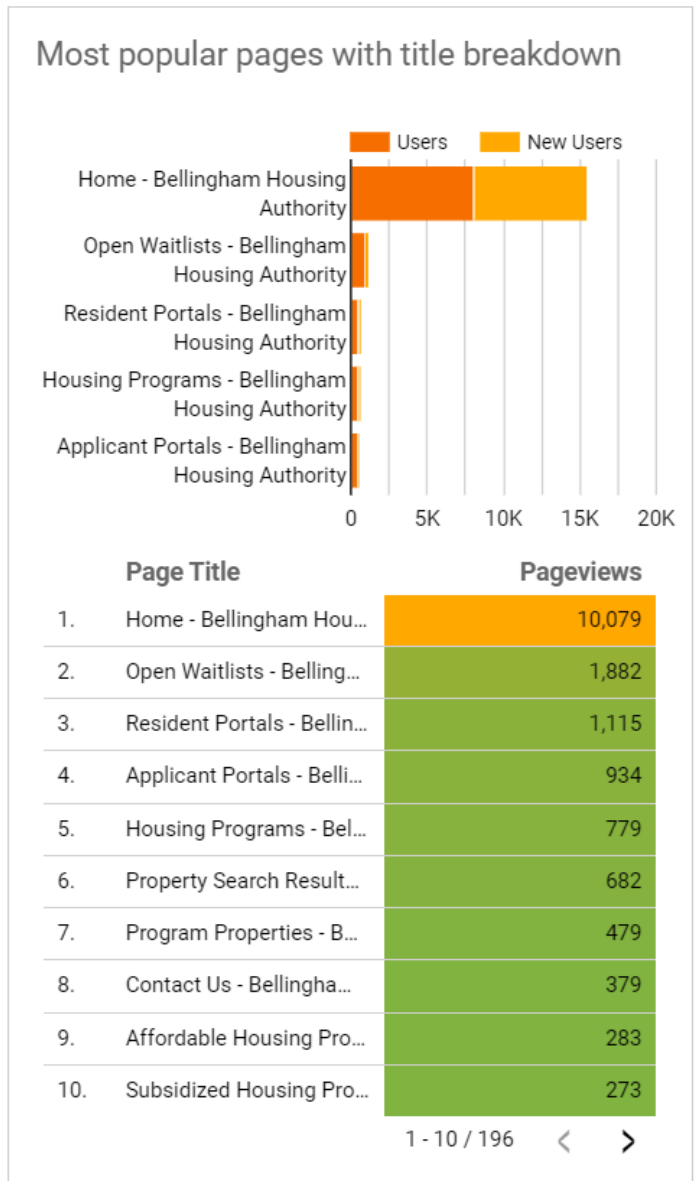 Most popular pages with title breakdown
Users New Users
Home - Bellingham Housing
Authority
Open Waitlists - Bellingham
Housing Authority
Resident Portals - Bellingham
Housing Authority
Housing Programs - Bellingham
Housing Authority
Applicant Portals - Bellingham
Housing Authority
0 5K 10K 15K 20K
Page Title Pageviews
1. Home - Bellingham Hou... 10,079
2. Open Waitlists - Belling... 1,882
3. Resident Portals - Bellin... 1,115
4. Applicant Portals - Belli... 934
5. Housing Programs - Bel... 779
6. Property Search Result... 682
7. Program Properties - B... 479
8. Contact Us - Bellingha... 379
9. Affordable Housing Pro... 283
10. Subsidized Housing Pro... 273
1 - 10 / 196 < >